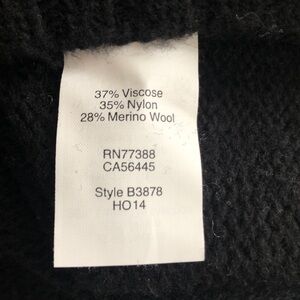 37% Viscose
35% Nylon
28% Merino Wool
RN77388
CA56445
Style B3878
HO14